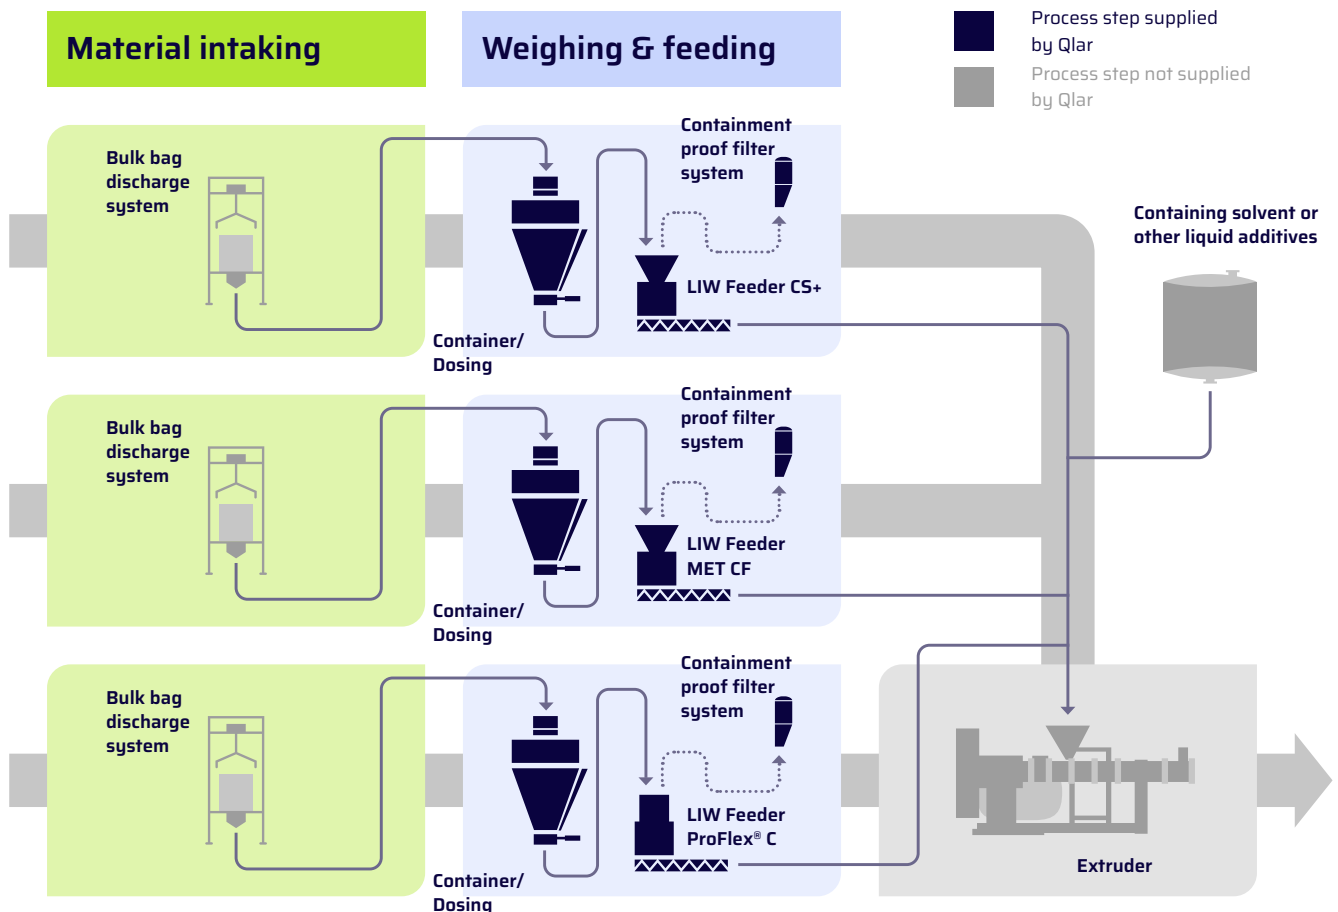 Material intaking
Weighing & feeding
Process step supplied
by Qlar
Process step not supplied
by Qlar
Bulk bag
discharge
system
Containment
proof filter
system
LIW Feeder CS+
Container/
Dosing
Containing solvent or
other liquid additives
Bulk bag
discharge
system
Containment
proof filter
system
LIW Feeder
MET CF
Container/
Dosing
Bulk bag
discharge
system
Containment
proof filter
system
LIW Feeder
ProFlex® C
Container/
Dosing
Extruder